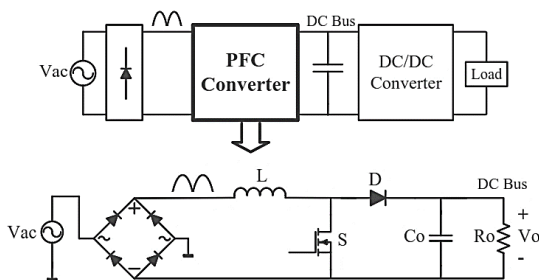 DC Bus
Vac
PFC
Converter
DC/DC
Converter
Load
L
D
DC Bus
Vac
+
~
~
−
S
Co
Ro
+
Vo
-